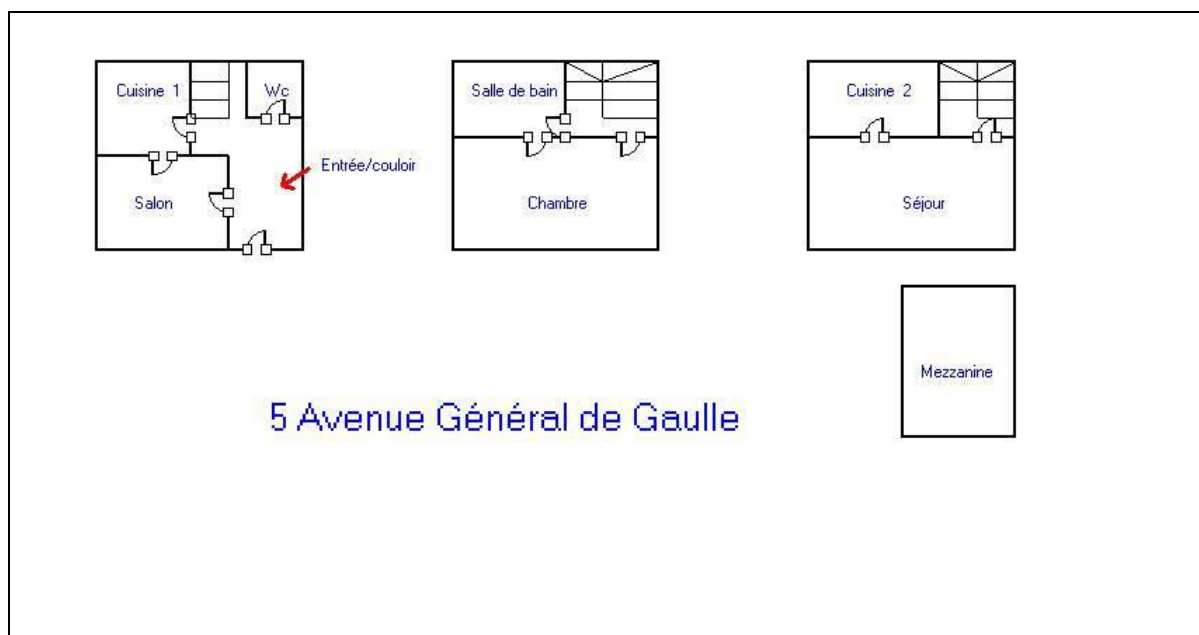 Cuisine 1
Wc
Entrée/couloir
Salon
Salle de bain
Chambre
Cuisine 2
Séjour
Mezzanine
5 Avenue Général de Gaulle